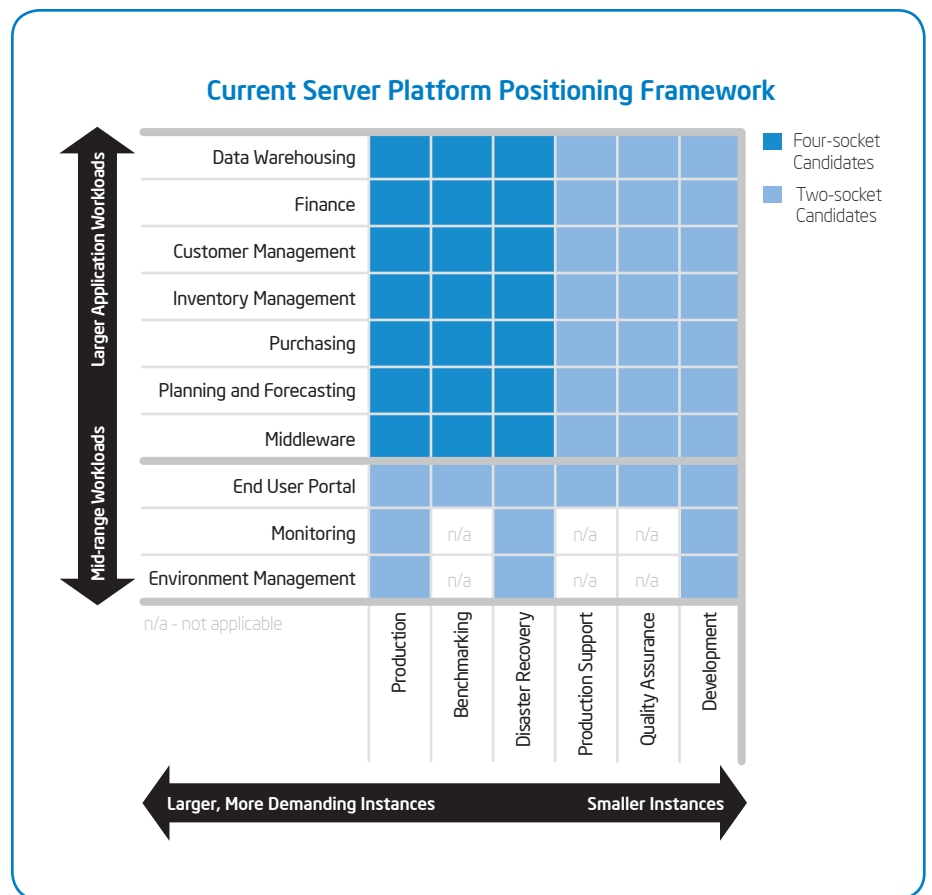 Current Server Platform Positioning Framework
Larger Application Workloads
Mid-range Workloads
Data Warehousing
Finance
Customer Management
Inventory Management
Purchasing
Planning and Forecasting
Middleware
End User Portal
Monitoring
n/a
n/a
n/a
Environment Management
n/a
n/a
n/a
Four-socket
Candidates
Two-socket
Candidates
n/a - not applicable
Production
Benchmarking
Disaster Recovery
Production Support
Quality Assurance
Development
Larger, More Demanding Instances
Smaller Instances